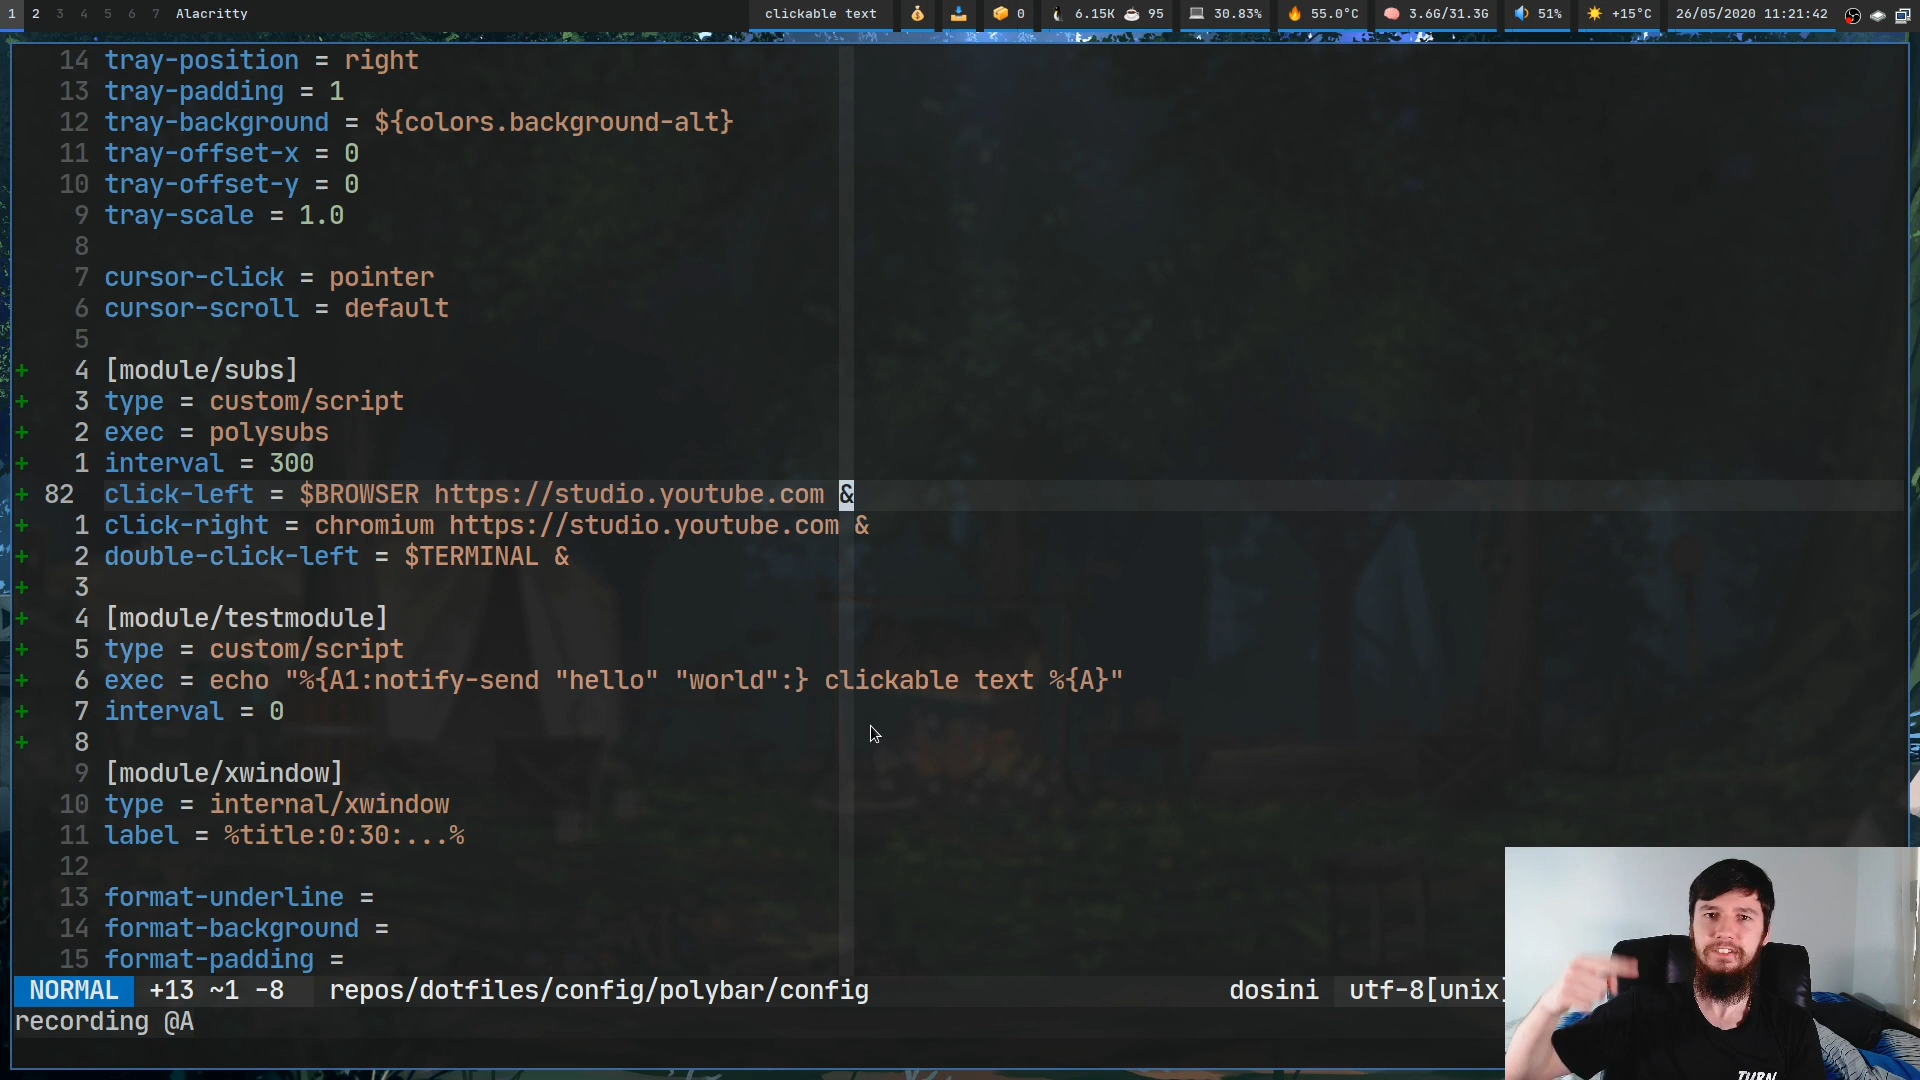 1 2 3 4 5 6 7 Alacritty clickable text 0 6.15K 95 30.83% 55.0°C 3.6G/31.3G 51% +15°C 26/05/2020 11:21:42
14 tray-position = right
13 tray-padding = 1
12 tray-background = ${colors.background-alt}
11 tray-offset-x = 0
10 tray-offset-y = 0
9 tray-scale = 1.0
8
7 cursor-click = pointer
6 cursor-scroll = default
5
+ 4 [module/subs]
+ 3 type = custom/script
+ 2 exec = polysubs
+ 1 interval = 300
+ 82 click-left = $BROWSER https://studio.youtube.com &
+ 1 click-right = chromium https://studio.youtube.com &
+ 2 double-click-left = $TERMINAL &
+ 3
+ 4 [module/testmodule]
+ 5 type = custom/script
+ 6 exec = echo "%{A1:notify-send "hello" "world":} clickable text %{A}"
+ 7 interval = 0
+ 8
9 [module/xwindow]
10 type = internal/xwindow
11 label = %title:0:30:...%
12
13 format-underline =
14 format-background =
15 format-padding =
NORMAL +13 ~1 -8 repos/dotfiles/config/polybar/config dosini utf-8[unix]
recording @A
TURN